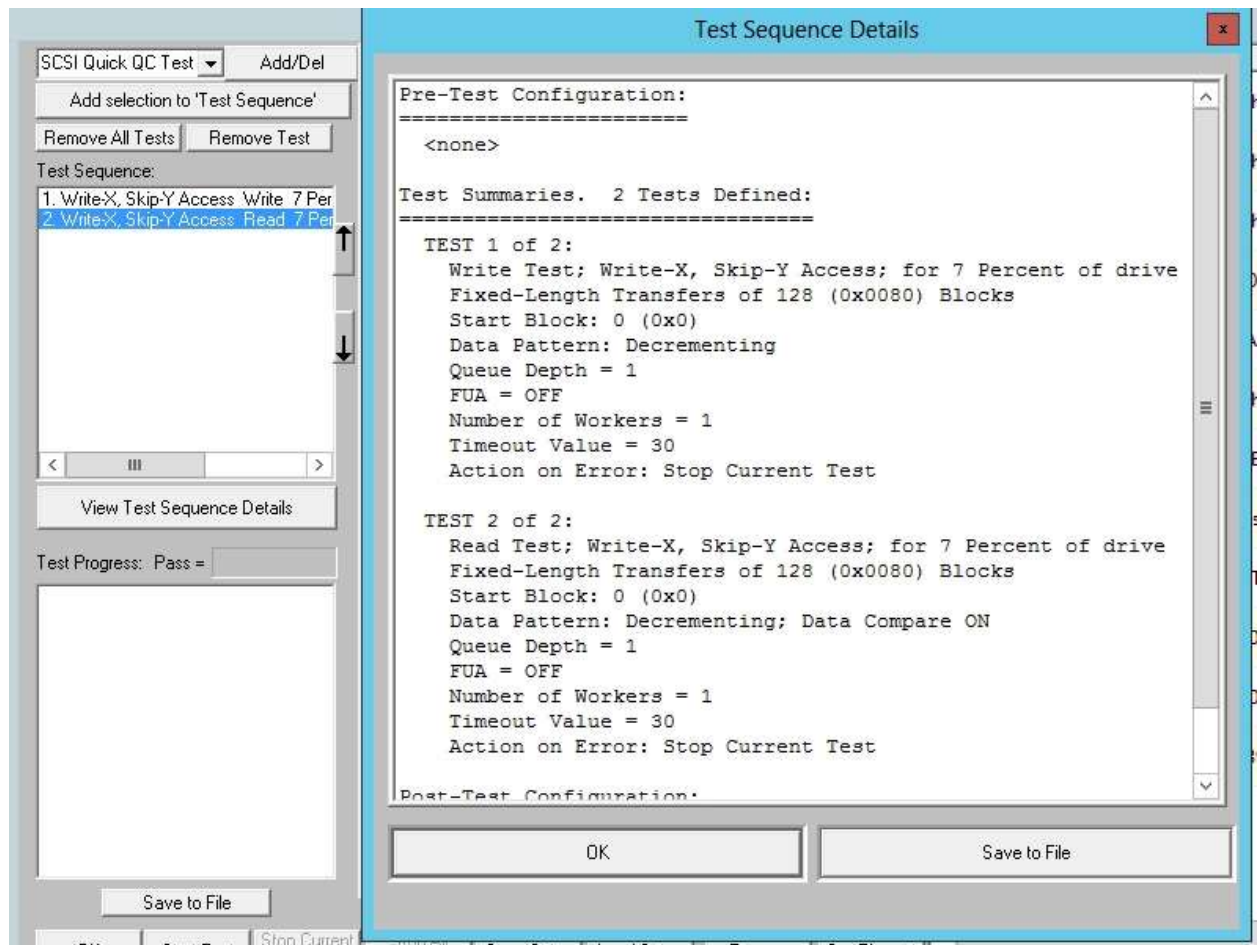 Test Sequence Details
x
SCSI Quick QC Test
Add/Del
Add selection to 'Test Sequence'
Remove All Tests
Remove Test
Test Sequence:
1. Write-X, Skip-Y Access Write 7 Per
2. Write-X, Skip-Y Access Read 7 Per
View Test Sequence Details
Test Progress: Pass =
Save to File
Stop Current
Pre-Test Configuration:
=======================
<none>
Test Summaries. 2 Tests Defined:
=================================
TEST 1 of 2:
Write Test; Write-X, Skip-Y Access; for 7 Percent of drive
Fixed-Length Transfers of 128 (0x0080) Blocks
Start Block: 0 (0x0)
Data Pattern: Decrementing
Queue Depth = 1
FUA = OFF
Number of Workers = 1
Timeout Value = 30
Action on Error: Stop Current Test
TEST 2 of 2:
Read Test; Write-X, Skip-Y Access; for 7 Percent of drive
Fixed-Length Transfers of 128 (0x0080) Blocks
Start Block: 0 (0x0)
Data Pattern: Decrementing; Data Compare ON
Queue Depth = 1
FUA = OFF
Number of Workers = 1
Timeout Value = 30
Action on Error: Stop Current Test
Post-Test Configuration:
OK
Save to File